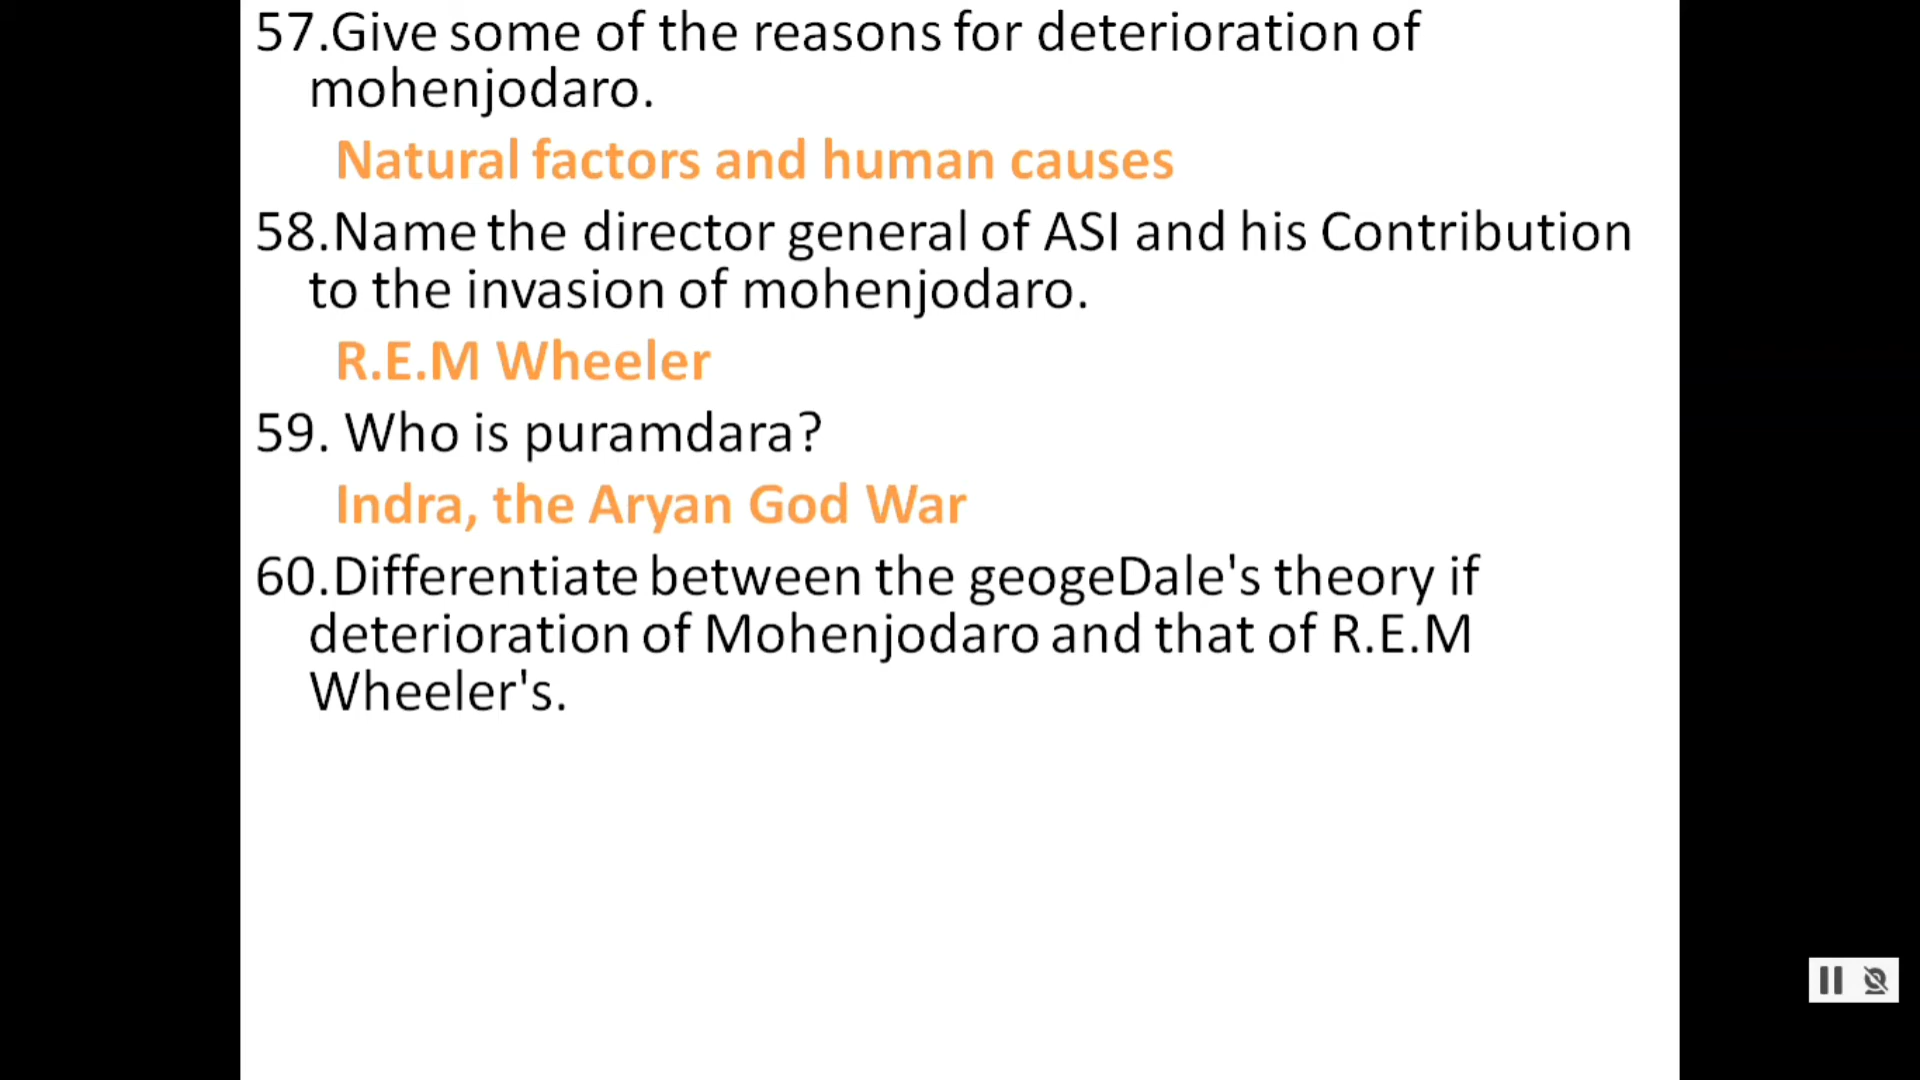 57.Give some of the reasons for deterioration of
mohenjodaro.
Natural factors and human causes
58.Name the director general of ASI and his Contribution
to the invasion of mohenjodaro.
R.E.M Wheeler
59. Who is puramdara?
Indra, the Aryan God War
60.Differentiate between the geogeDale's theory if
deterioration of Mohenjodaro and that of R.E.M
Wheeler's.